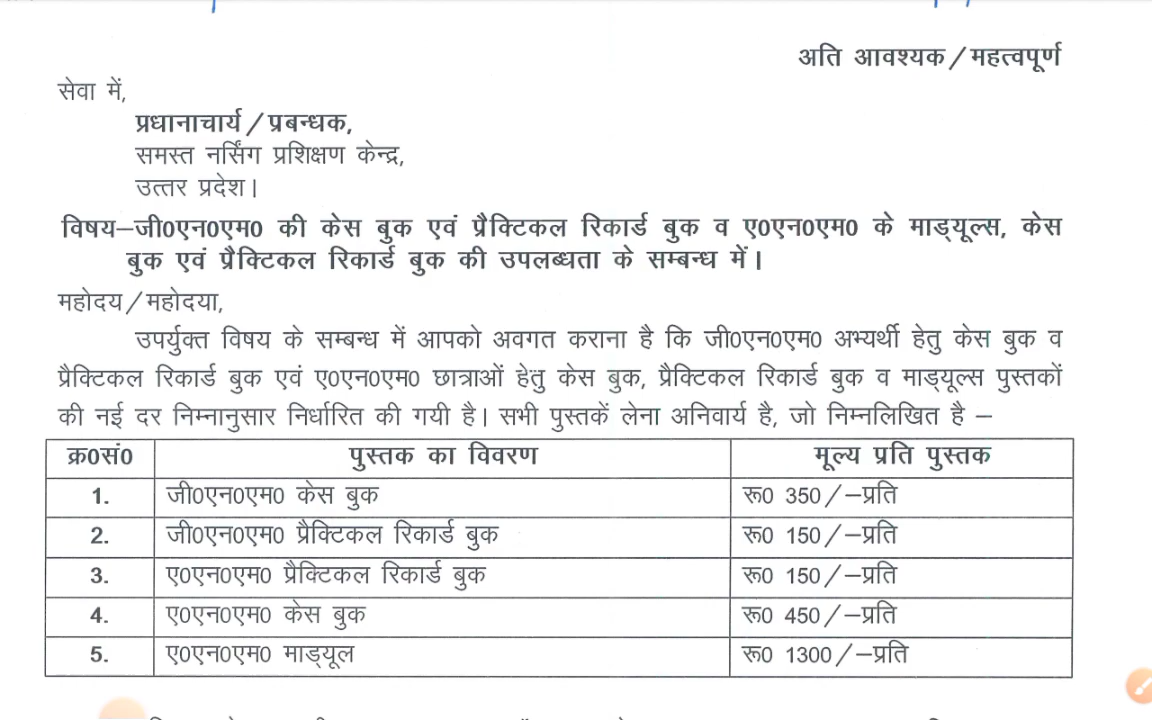 अति आवश्यक/महत्वपूर्ण
सेवा में,
प्रधानाचार्य/प्रबन्धक,
समस्त नर्सिंग प्रशिक्षण केन्द्र,
उत्तर प्रदेश।
विषय–जी0एन0एम0 की केस बुक एवं प्रैक्टिकल रिकार्ड बुक व ए0एन0एम0 के माड्यूल्स, केस
बुक एवं प्रैक्टिकल रिकार्ड बुक की उपलब्धता के सम्बन्ध में।
महोदय/महोदया,
उपर्युक्त विषय के सम्बन्ध में आपको अवगत कराना है कि जी0एन0एम0 अभ्यर्थी हेतु केस बुक व
प्रैक्टिकल रिकार्ड बुक एवं ए0एन0एम0 छात्राओं हेतु केस बुक, प्रैक्टिकल रिकार्ड बुक व माड्यूल्स पुस्तकों
की नई दर निम्नानुसार निर्धारित की गयी है। सभी पुस्तकें लेना अनिवार्य है, जो निम्नलिखित है –
क्र0सं0 पुस्तक का विवरण मूल्य प्रति पुस्तक
1. जी0एन0एम0 केस बुक रू0 350/–प्रति
2. जी0एन0एम0 प्रैक्टिकल रिकार्ड बुक रू0 150/–प्रति
3. ए0एन0एम0 प्रैक्टिकल रिकार्ड बुक रू0 150/–प्रति
4. ए0एन0एम0 केस बुक रू0 450/–प्रति
5. ए0एन0एम0 माड्यूल रू0 1300/–प्रति